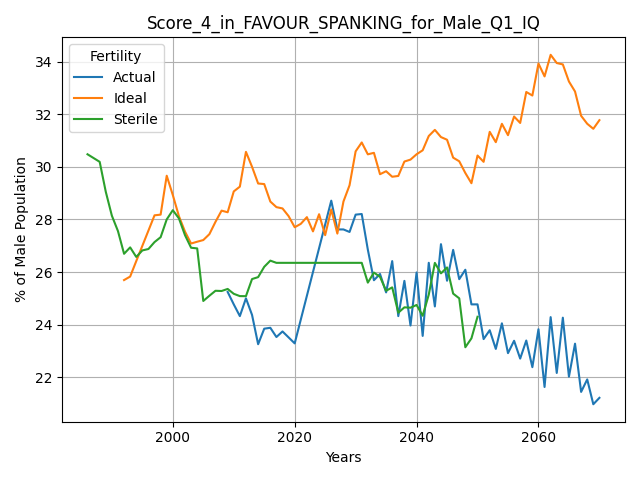 Score_4_in_FAVOUR_SPANKING_for_Male_Q1_IQ
Fertility
Actual
Ideal
Sterile
% of Male Population
34
32
30
28
26
24
22
2000
2020
2040
2060
Years